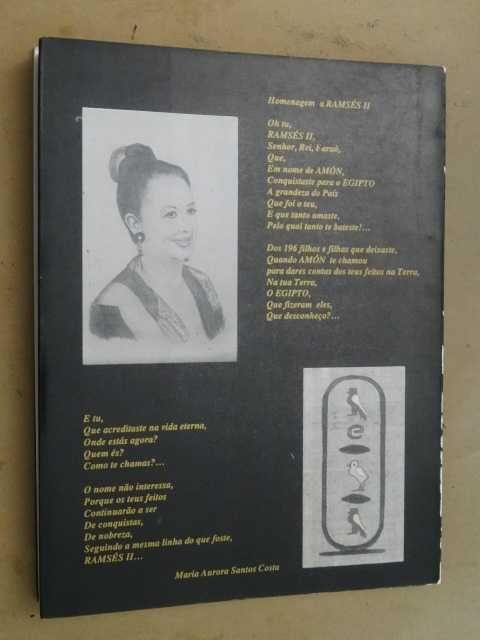 Homenagem a RAMSÉS II
Oh tu,
RAMSÉS II,
Senhor, Rei, Faraó,
Que,
Em nome de AMÓN,
Conquistaste para o EGIPTO
A grandeza do País
Que foi o teu,
E que tanto amaste,
Pelo qual tanto te bateste!...
Dos 196 filhos e filhas que deixaste,
Quando AMÓN te chamou
para dares contas dos teus feitos na Terra,
Na tua Terra,
O EGIPTO,
Que fizeram eles,
Que desconheço?...
E tu,
Que acreditaste na vida eterna,
Onde estás agora?
Quem és?
Como te chamas?...
O nome não interessa,
Porque os teus feitos
Continuarão a ser
De conquistas,
De nobreza,
Seguindo a mesma linha do que foste,
RAMSÉS II...
Maria Aurora Santos Costa